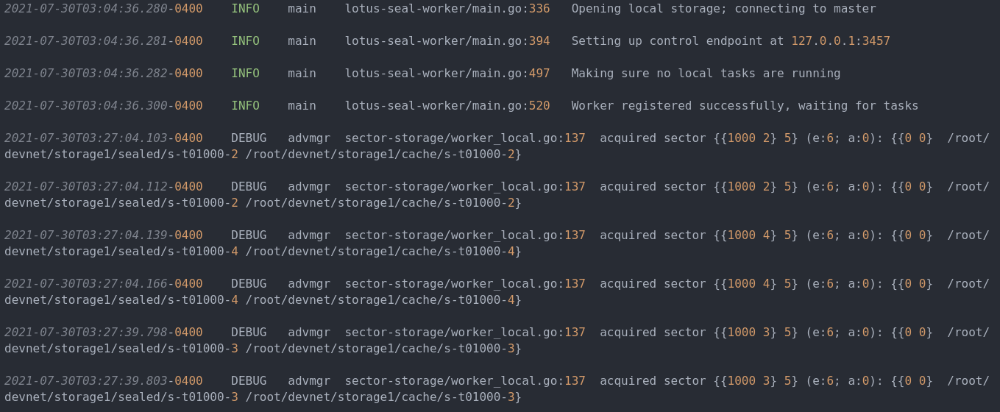 2021-07-30T03:04:36.280-0400    INFO    main    lotus-seal-worker/main.go:336   Opening local storage; connecting to master
2021-07-30T03:04:36.281-0400    INFO    main    lotus-seal-worker/main.go:394   Setting up control endpoint at 127.0.0.1:3457
2021-07-30T03:04:36.282-0400    INFO    main    lotus-seal-worker/main.go:497   Making sure no local tasks are running
2021-07-30T03:04:36.300-0400    INFO    main    lotus-seal-worker/main.go:520   Worker registered successfully, waiting for tasks
2021-07-30T03:27:04.103-0400    DEBUG   advmgr  sector-storage/worker_local.go:137  acquired sector {{1000 2} 5} (e:6; a:0): {{0 0}  /root/
devnet/storage1/sealed/s-t01000-2 /root/devnet/storage1/cache/s-t01000-2}
2021-07-30T03:27:04.112-0400    DEBUG   advmgr  sector-storage/worker_local.go:137  acquired sector {{1000 2} 5} (e:6; a:0): {{0 0}  /root/
devnet/storage1/sealed/s-t01000-2 /root/devnet/storage1/cache/s-t01000-2}
2021-07-30T03:27:04.139-0400    DEBUG   advmgr  sector-storage/worker_local.go:137  acquired sector {{1000 4} 5} (e:6; a:0): {{0 0}  /root/
devnet/storage1/sealed/s-t01000-4 /root/devnet/storage1/cache/s-t01000-4}
2021-07-30T03:27:04.166-0400    DEBUG   advmgr  sector-storage/worker_local.go:137  acquired sector {{1000 4} 5} (e:6; a:0): {{0 0}  /root/
devnet/storage1/sealed/s-t01000-4 /root/devnet/storage1/cache/s-t01000-4}
2021-07-30T03:27:39.798-0400    DEBUG   advmgr  sector-storage/worker_local.go:137  acquired sector {{1000 3} 5} (e:6; a:0): {{0 0}  /root/
devnet/storage1/sealed/s-t01000-3 /root/devnet/storage1/cache/s-t01000-3}
2021-07-30T03:27:39.803-0400    DEBUG   advmgr  sector-storage/worker_local.go:137  acquired sector {{1000 3} 5} (e:6; a:0): {{0 0}  /root/
devnet/storage1/sealed/s-t01000-3 /root/devnet/storage1/cache/s-t01000-3}